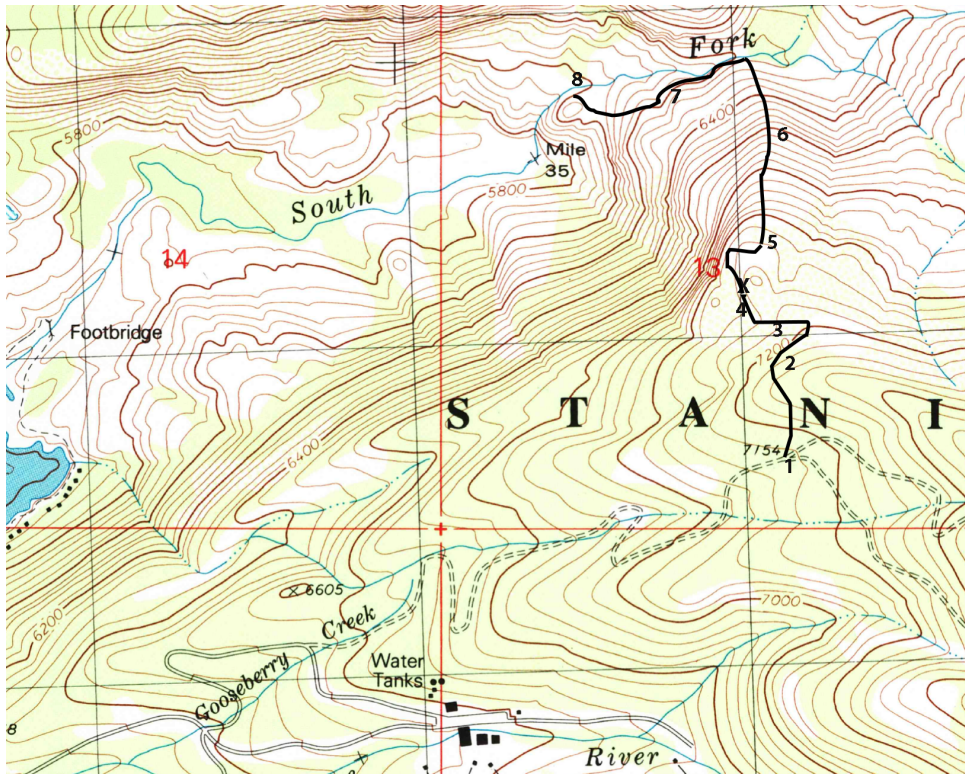 Fork
8
7
5800
6400
6
Mile
35
5800
South
5
14
13
X
4
Footbridge
3
7200
2
S T A N I
7154
1
6400
X 6605
7000
6200
Creek
Water
Tanks
Gooseberry
8
River